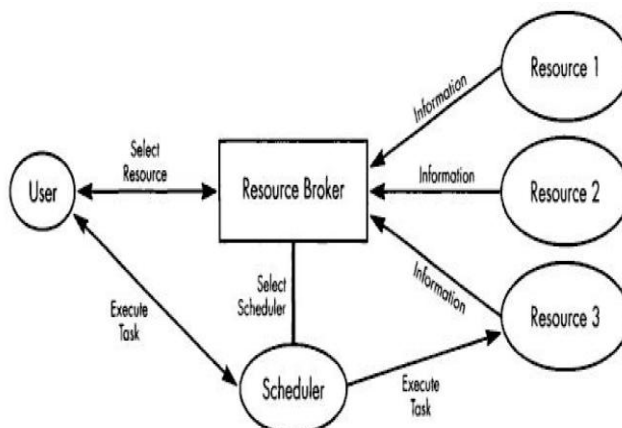 Resource 1
Information
Select
Resource
User
Resource Broker
Information
Resource 2
Select
Scheduler
Information
Resource 3
Execute
Task
Scheduler
Execute
Task